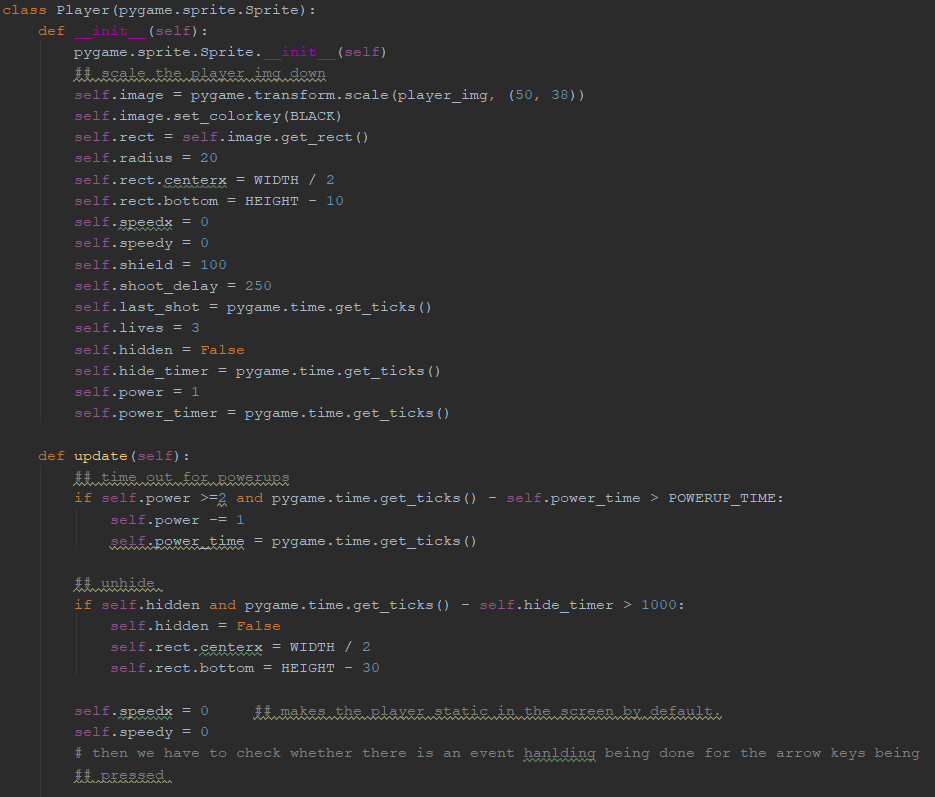 class Player(pygame.sprite.Sprite):
    def __init__(self):
        pygame.sprite.Sprite.__init__(self)
        ## scale the player img down
        self.image = pygame.transform.scale(player_img, (50, 38))
        self.image.set_colorkey(BLACK)
        self.rect = self.image.get_rect()
        self.radius = 20
        self.rect.centerx = WIDTH / 2
        self.rect.bottom = HEIGHT - 10
        self.speedx = 0
        self.speedy = 0
        self.shield = 100
        self.shoot_delay = 250
        self.last_shot = pygame.time.get_ticks()
        self.lives = 3
        self.hidden = False
        self.hide_timer = pygame.time.get_ticks()
        self.power = 1
        self.power_timer = pygame.time.get_ticks()

    def update(self):
        ## time out for powerups
        if self.power >=2 and pygame.time.get_ticks() - self.power_time > POWERUP_TIME:
            self.power -= 1
            self.power_time = pygame.time.get_ticks()

        ## unhide
        if self.hidden and pygame.time.get_ticks() - self.hide_timer > 1000:
            self.hidden = False
            self.rect.centerx = WIDTH / 2
            self.rect.bottom = HEIGHT - 30

        self.speedx = 0     ## makes the player static in the screen by default.
        self.speedy = 0
        # then we have to check whether there is an event hanlding being done for the arrow keys being
        ## pressed